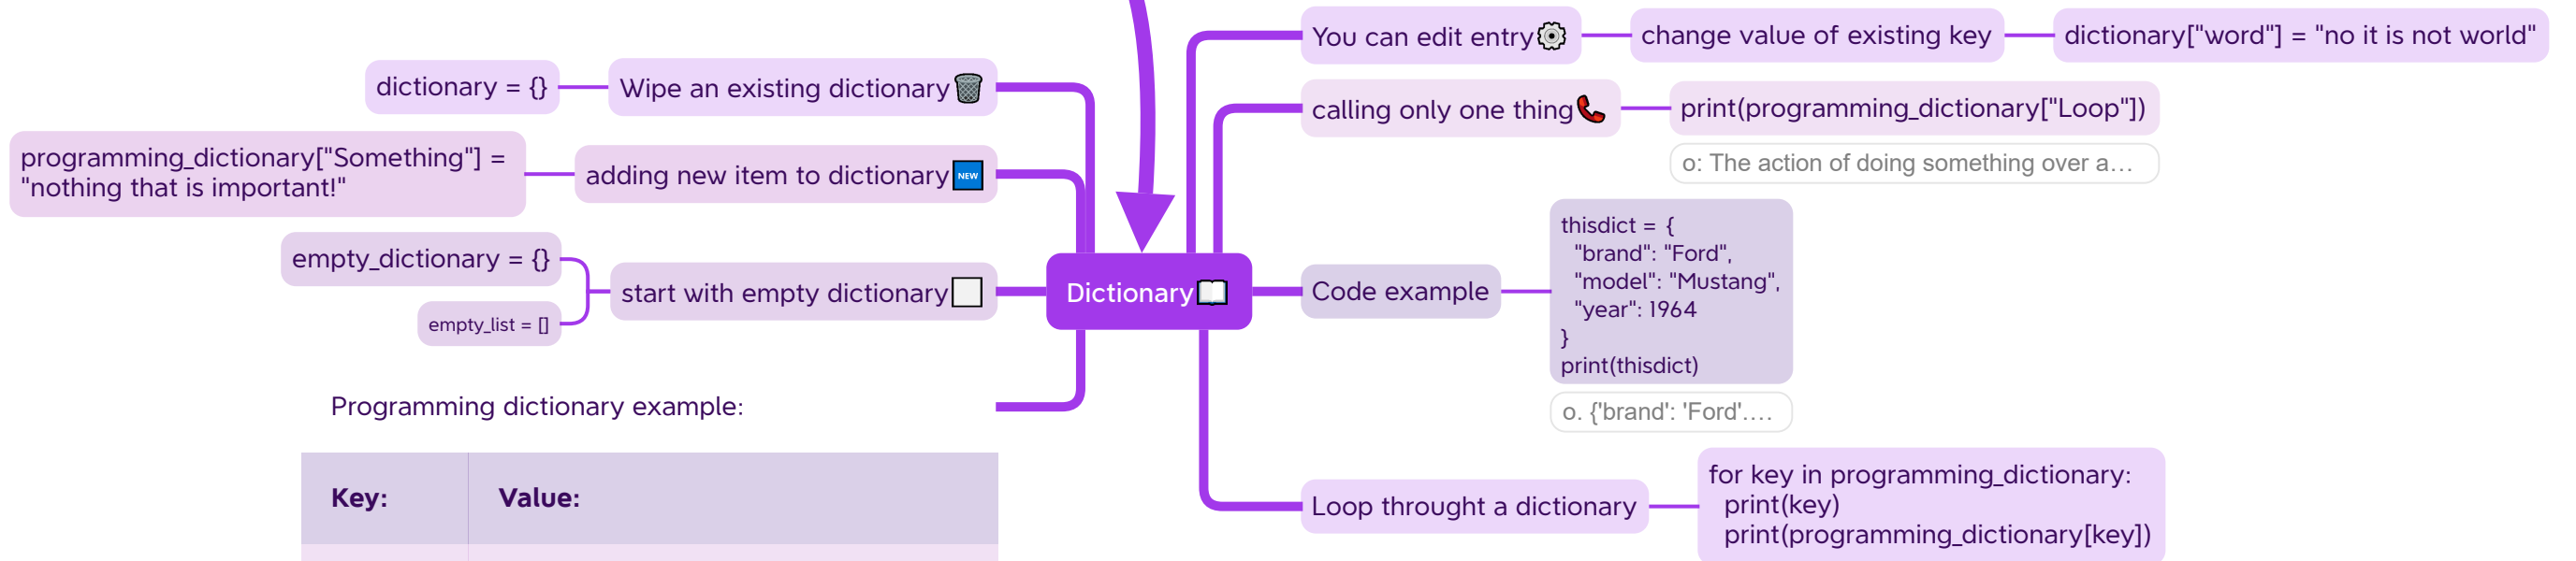 dictionary = {}
Wipe an existing dictionary🗑
programming_dictionary["Something"] =
"nothing that is important!"
adding new item to dictionary🆕
NEW
empty_dictionary = {}
empty_list = []
start with empty dictionary⬜
Programming dictionary example:
Key:
Value:
Dictionary📖
You can edit entry⚙
change value of existing key
dictionary["word"] = "no it is not world"
calling only one thing📞
print(programming_dictionary["Loop"])
o: The action of doing something over a…
Code example
thisdict = {
"brand": "Ford",
"model": "Mustang",
"year": 1964
}
print(thisdict)
o. {'brand': 'Ford'.…
Loop throught a dictionary
for key in programming_dictionary:
print(key)
print(programming_dictionary[key])